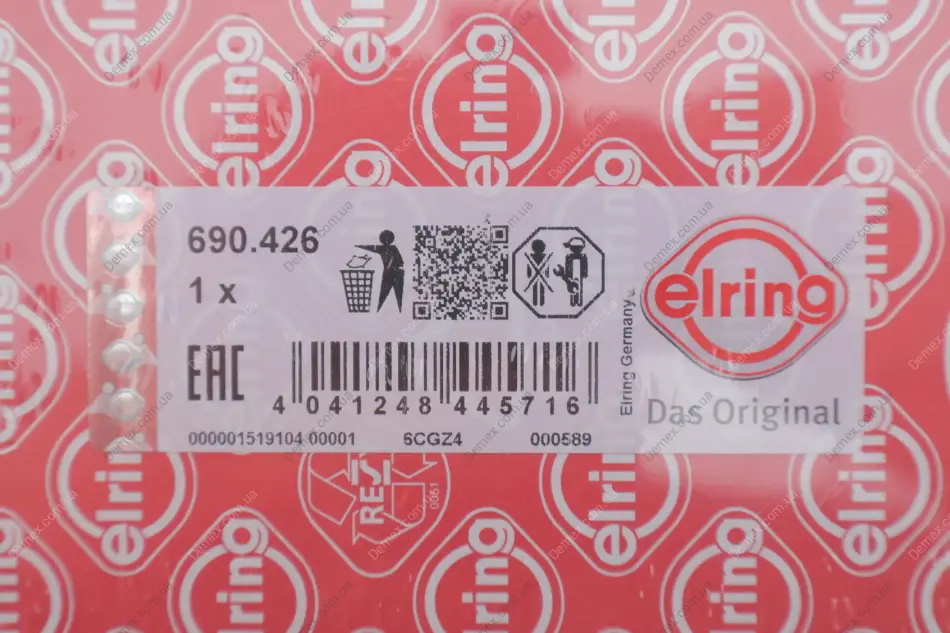 690.426
1 x
EAC
4 041248 445716
000001519104 00001 6CGZ4 000589
Elring Germany
elring
Das Original
RESY
elring
Demex.com.ua